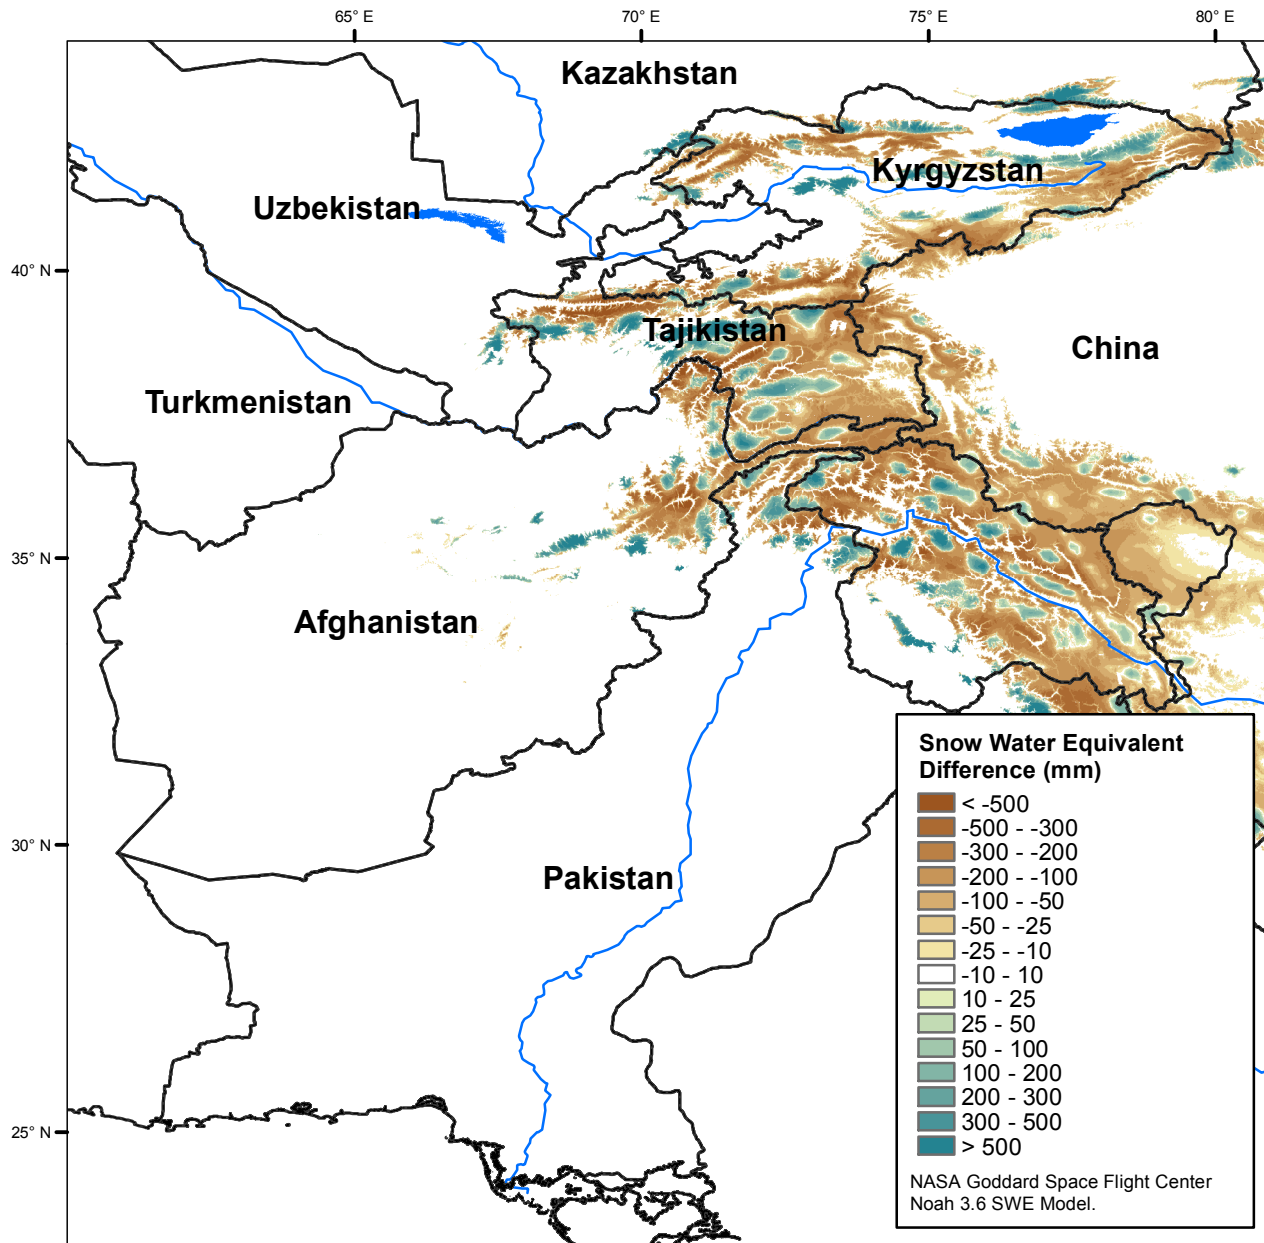 65° E
70° E
75° E
80° E
Kazakhstan
Kyrgyzstan
Uzbekistan
40° N
Tajikistan
China
Turkmenistan
35° N
Afghanistan
Snow Water Equivalent
Difference (mm)
< -500
-500 - -300
-300 - -200
-200 - -100
-100 - -50
-50 - -25
-25 - -10
-10 - 10
10 - 25
25 - 50
50 - 100
100 - 200
200 - 300
300 - 500
> 500
NASA Goddard Space Flight Center
Noah 3.6 SWE Model.
30° N
Pakistan
25° N